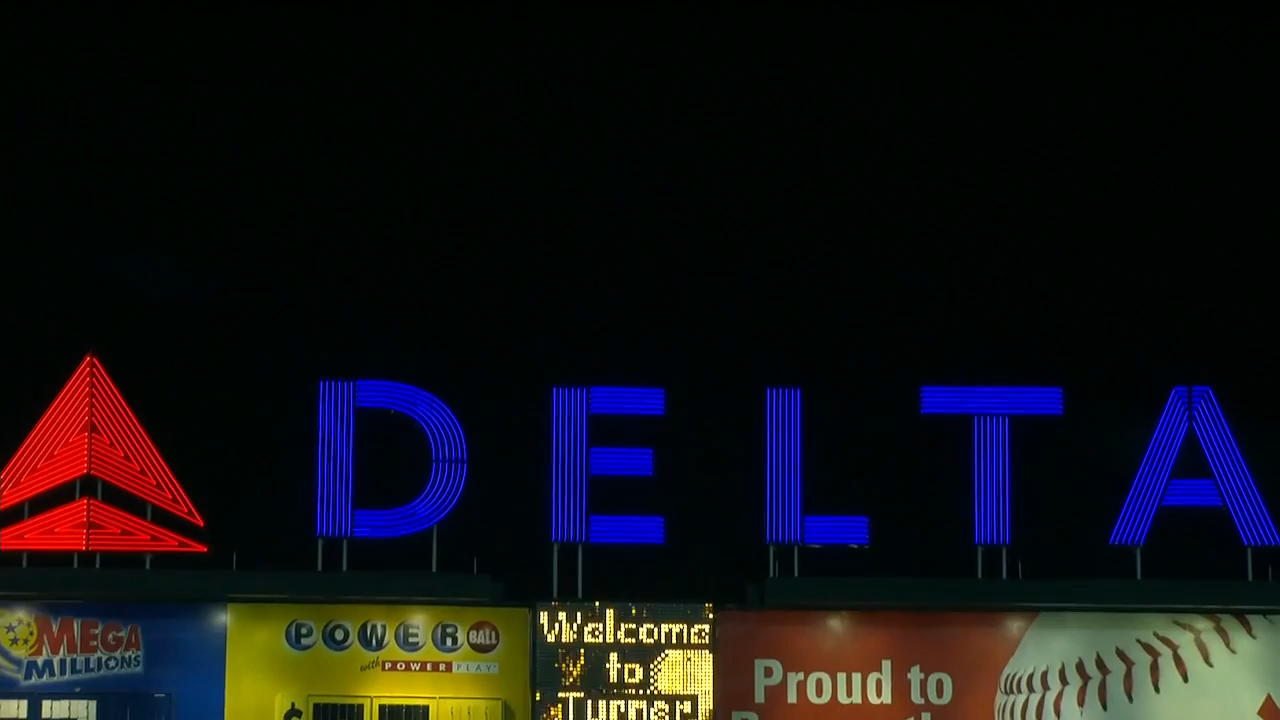 DELTA
MEGA
MILLIONS
POWERBALL
with POWER PLAY
Welcome
to
Turner
Proud to